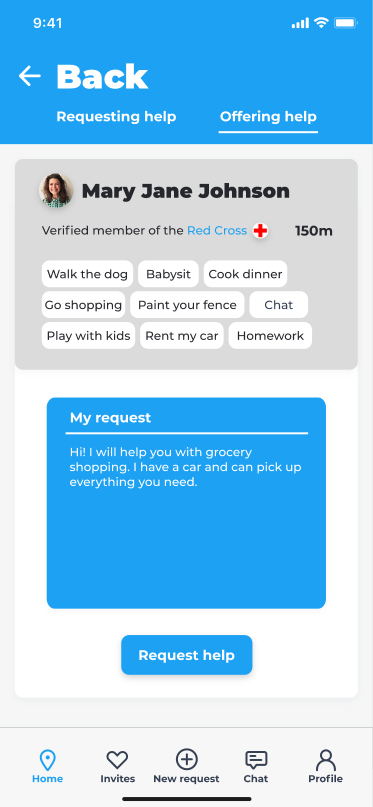 9:41
Back
Requesting help Offering help
Mary Jane Johnson
Verified member of the Red Cross 150m
Walk the dog Babysit Cook dinner
Go shopping Paint your fence Chat
Play with kids Rent my car Homework
My request
Hi! I will help you with grocery
shopping. I have a car and can pick up
everything you need.
Request help
Home Invites New request Chat Profile